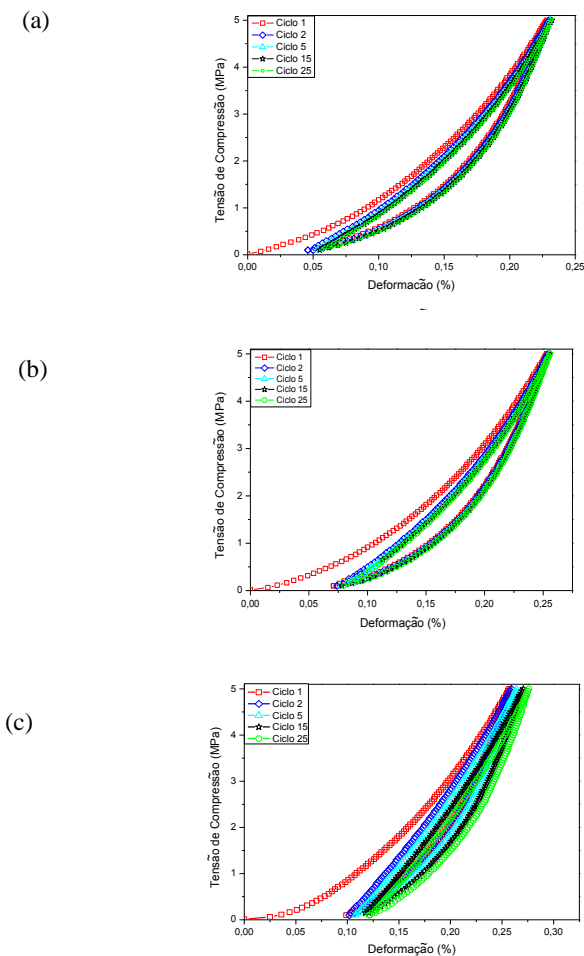 (a)
Ciclo 1
Ciclo 2
Ciclo 5
Ciclo 15
Ciclo 25
Tensão de Compressão (MPa)
5
4
3
2
1
0
0,00 0,05 0,10 0,15 0,20 0,25
Deformacão (%)
(b)
Ciclo 1
Ciclo 2
Ciclo 5
Ciclo 15
Ciclo 25
Tensão de Compressão (MPa)
5
4
3
2
1
0
0,00 0,05 0,10 0,15 0,20 0,25
Deformação (%)
(c)
Ciclo 1
Ciclo 2
Ciclo 5
Ciclo 15
Ciclo 25
Tensão de Compressão (MPa)
5
4
3
2
1
0
0,00 0,05 0,10 0,15 0,20 0,25 0,30
Deformação (%)